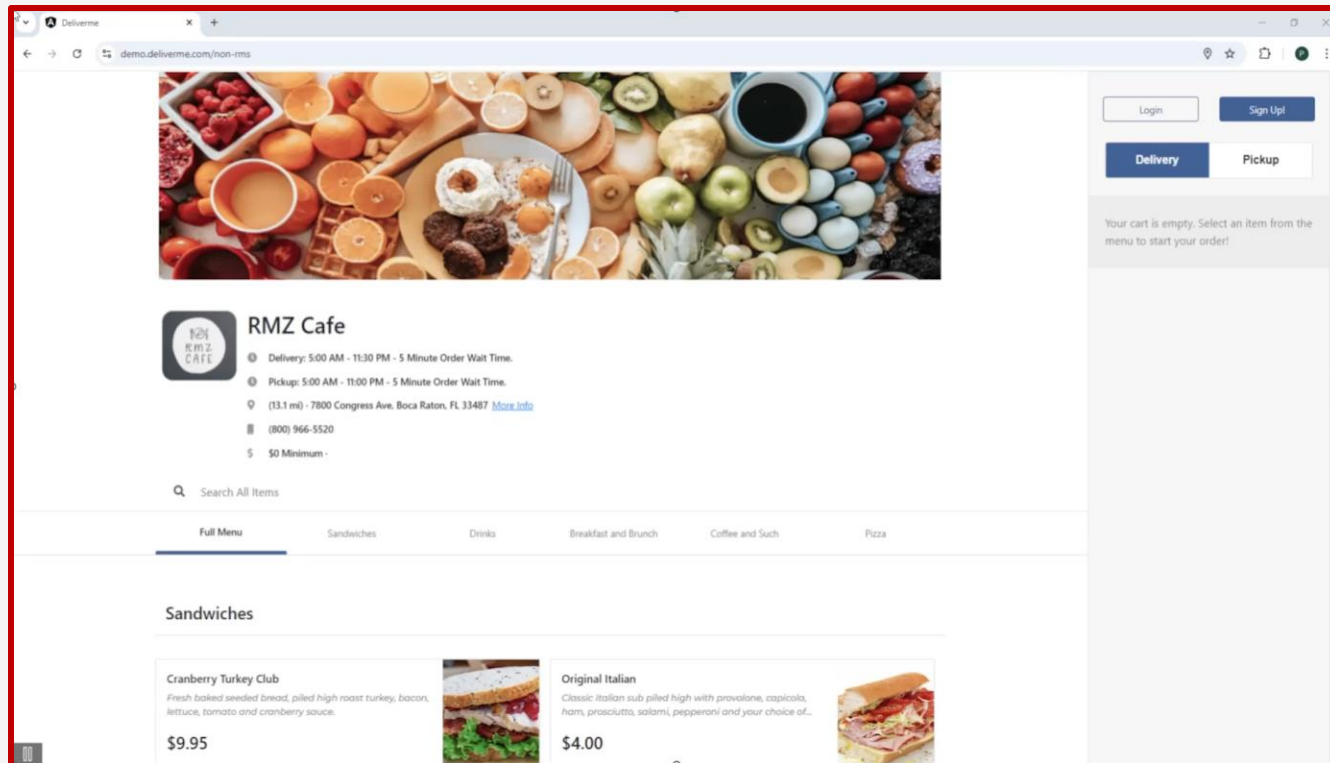 Deliverme
demo.deliverme.com/non-rms
P
Login
Sign Up!
Delivery
Pickup
Your cart is empty. Select an item from the
menu to start your order!
RMZ
CAFE
RMZ Cafe
Delivery: 5:00 AM - 11:30 PM - 5 Minute Order Wait Time.
Pickup: 5:00 AM - 11:00 PM - 5 Minute Order Wait Time.
(13.1 mi) - 7800 Congress Ave, Boca Raton, FL 33487 More Info
(800) 966-5520
$ $0 Minimum -
Search All Items
Full Menu
Sandwiches
Drinks
Breakfast and Brunch
Coffee and Such
Pizza
Sandwiches
Cranberry Turkey Club
Fresh baked seeded bread, piled high roast turkey, bacon,
lettuce, tomato and cranberry sauce.
$9.95
Original Italian
Classic Italian sub piled high with provolone, capicola,
ham, prosciutto, salami, pepperoni and your choice of...
$4.00